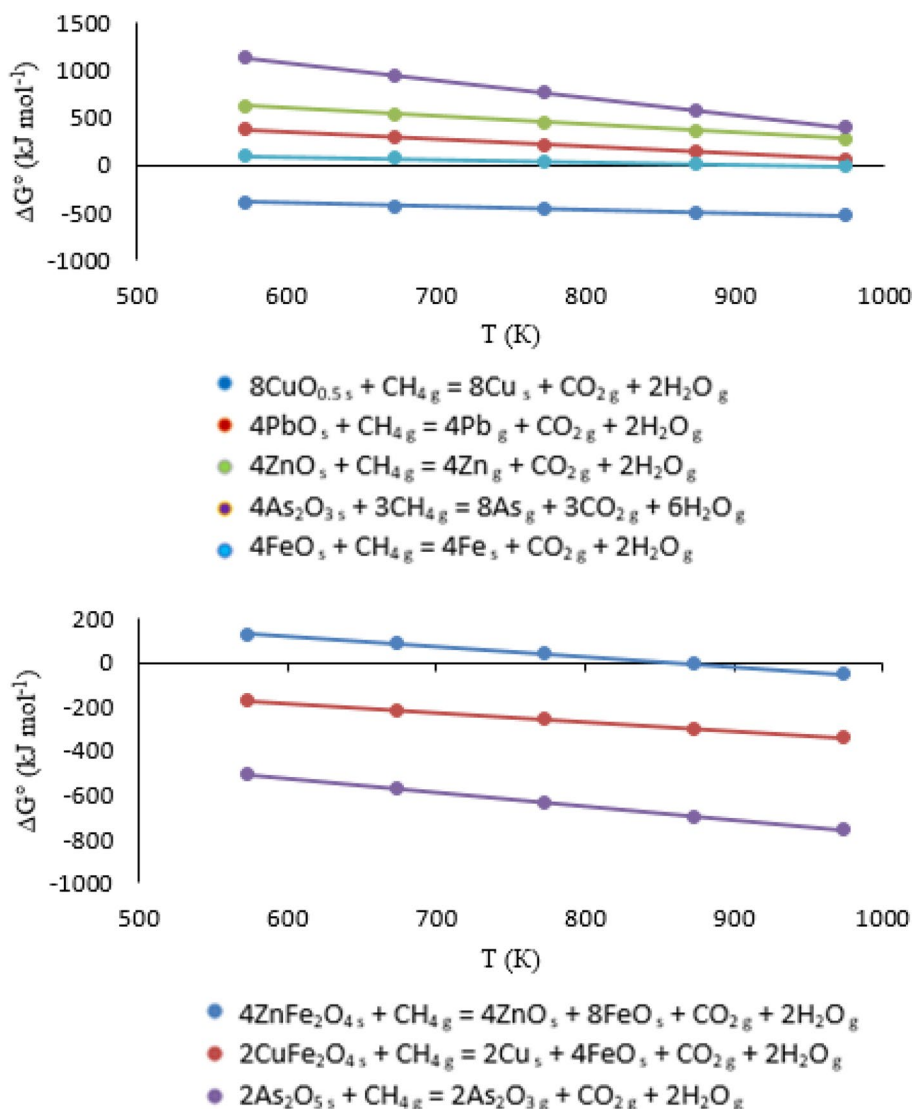 1500
1000
500
0
-500
-1000
ΔG° (kJ mol⁻¹)
500 600 700 800 900 1000
T (K)
8CuO₀.₅ ₛ + CH₄ g = 8Cu ₛ + CO₂ g + 2H₂O g
4PbO ₛ + CH₄ g = 4Pb g + CO₂ g + 2H₂O g
4ZnO ₛ + CH₄ g = 4Zn g + CO₂ g + 2H₂O g
4As₂O₃ ₛ + 3CH₄ g = 8As g + 3CO₂ g + 6H₂O g
4FeO ₛ + CH₄ g = 4Fe ₛ + CO₂ g + 2H₂O g
200
0
-200
-400
-600
-800
-1000
ΔG° (kJ mol⁻¹)
500 600 700 800 900 1000
T (K)
4ZnFe₂O₄ ₛ + CH₄ g = 4ZnO ₛ + 8FeO ₛ + CO₂ g + 2H₂O g
2CuFe₂O₄ ₛ + CH₄ g = 2Cu ₛ + 4FeO ₛ + CO₂ g + 2H₂O g
2As₂O₅ ₛ + CH₄ g = 2As₂O₃ g + CO₂ g + 2H₂O g